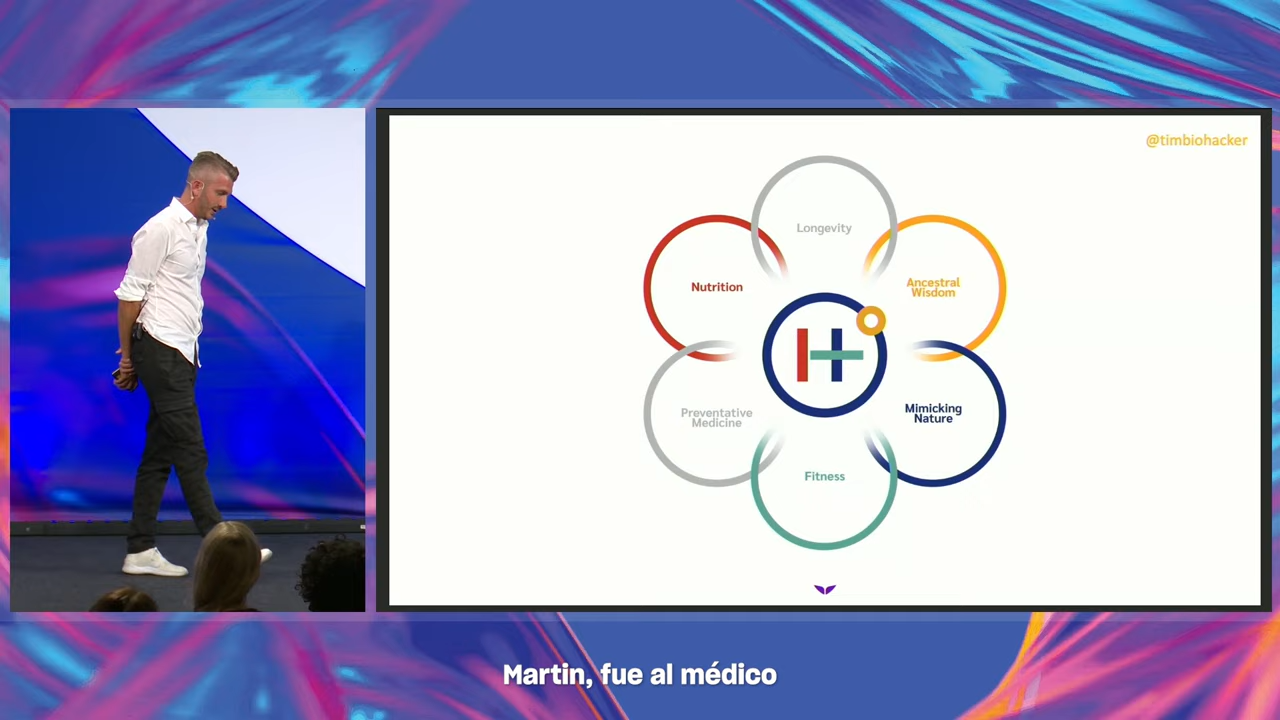 @timbiohacker
Longevity
Nutrition
Ancestral
Wisdom
H
Preventative
Medicine
Mimicking
Nature
Fitness
Martin, fue al médico